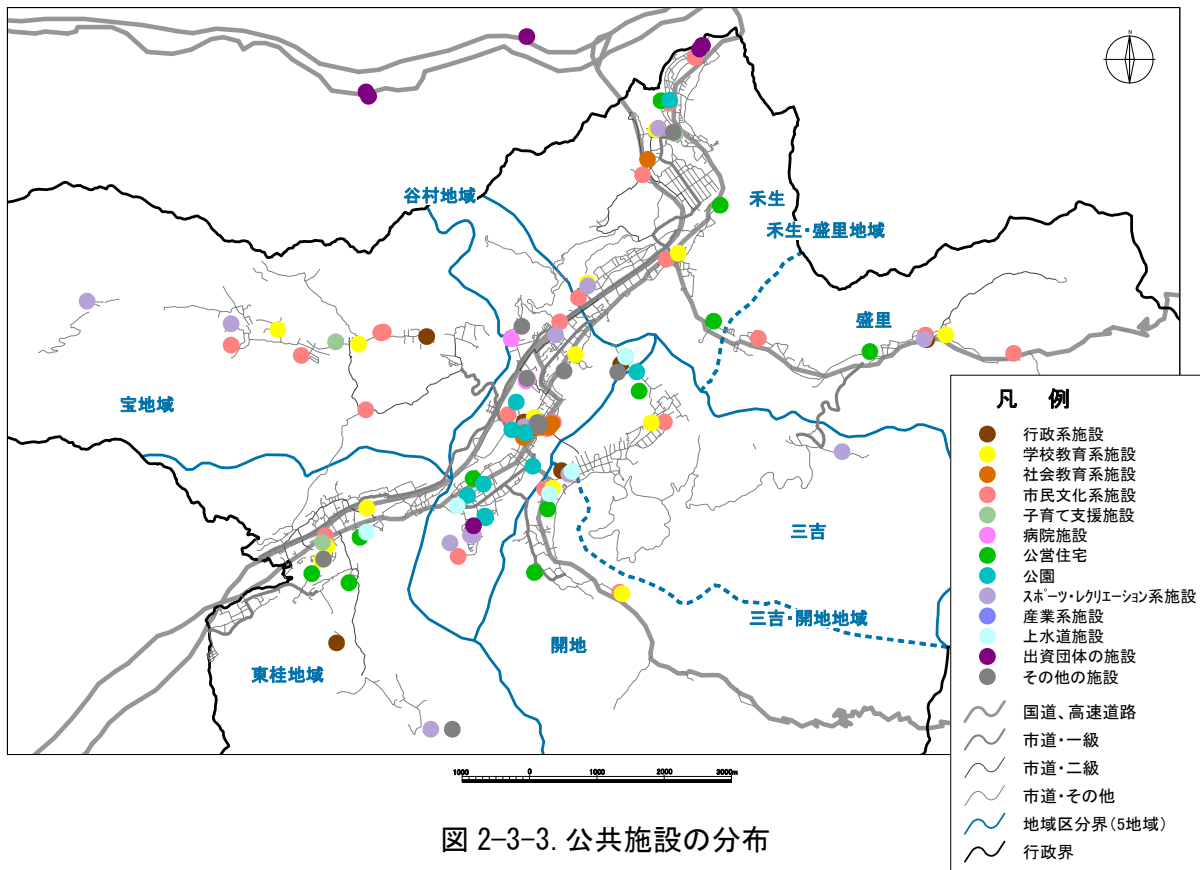 N
谷村地域
禾生
禾生・盛里地域
盛里
宝地域
三吉
三吉・開地地域
開地
東桂地域
凡 例
行政系施設
学校教育系施設
社会教育系施設
市民文化系施設
子育て支援施設
病院施設
公営住宅
公園
ｽﾎﾟｰﾂ・ﾚｸﾘｴｰｼｮﾝ系施設
産業系施設
上水道施設
出資団体の施設
その他の施設
国道、高速道路
市道・一級
市道・二級
市道・その他
地域区分界(5地域)
行政界
1000 0 1000 2000 3000m
図 2-3-3. 公共施設の分布